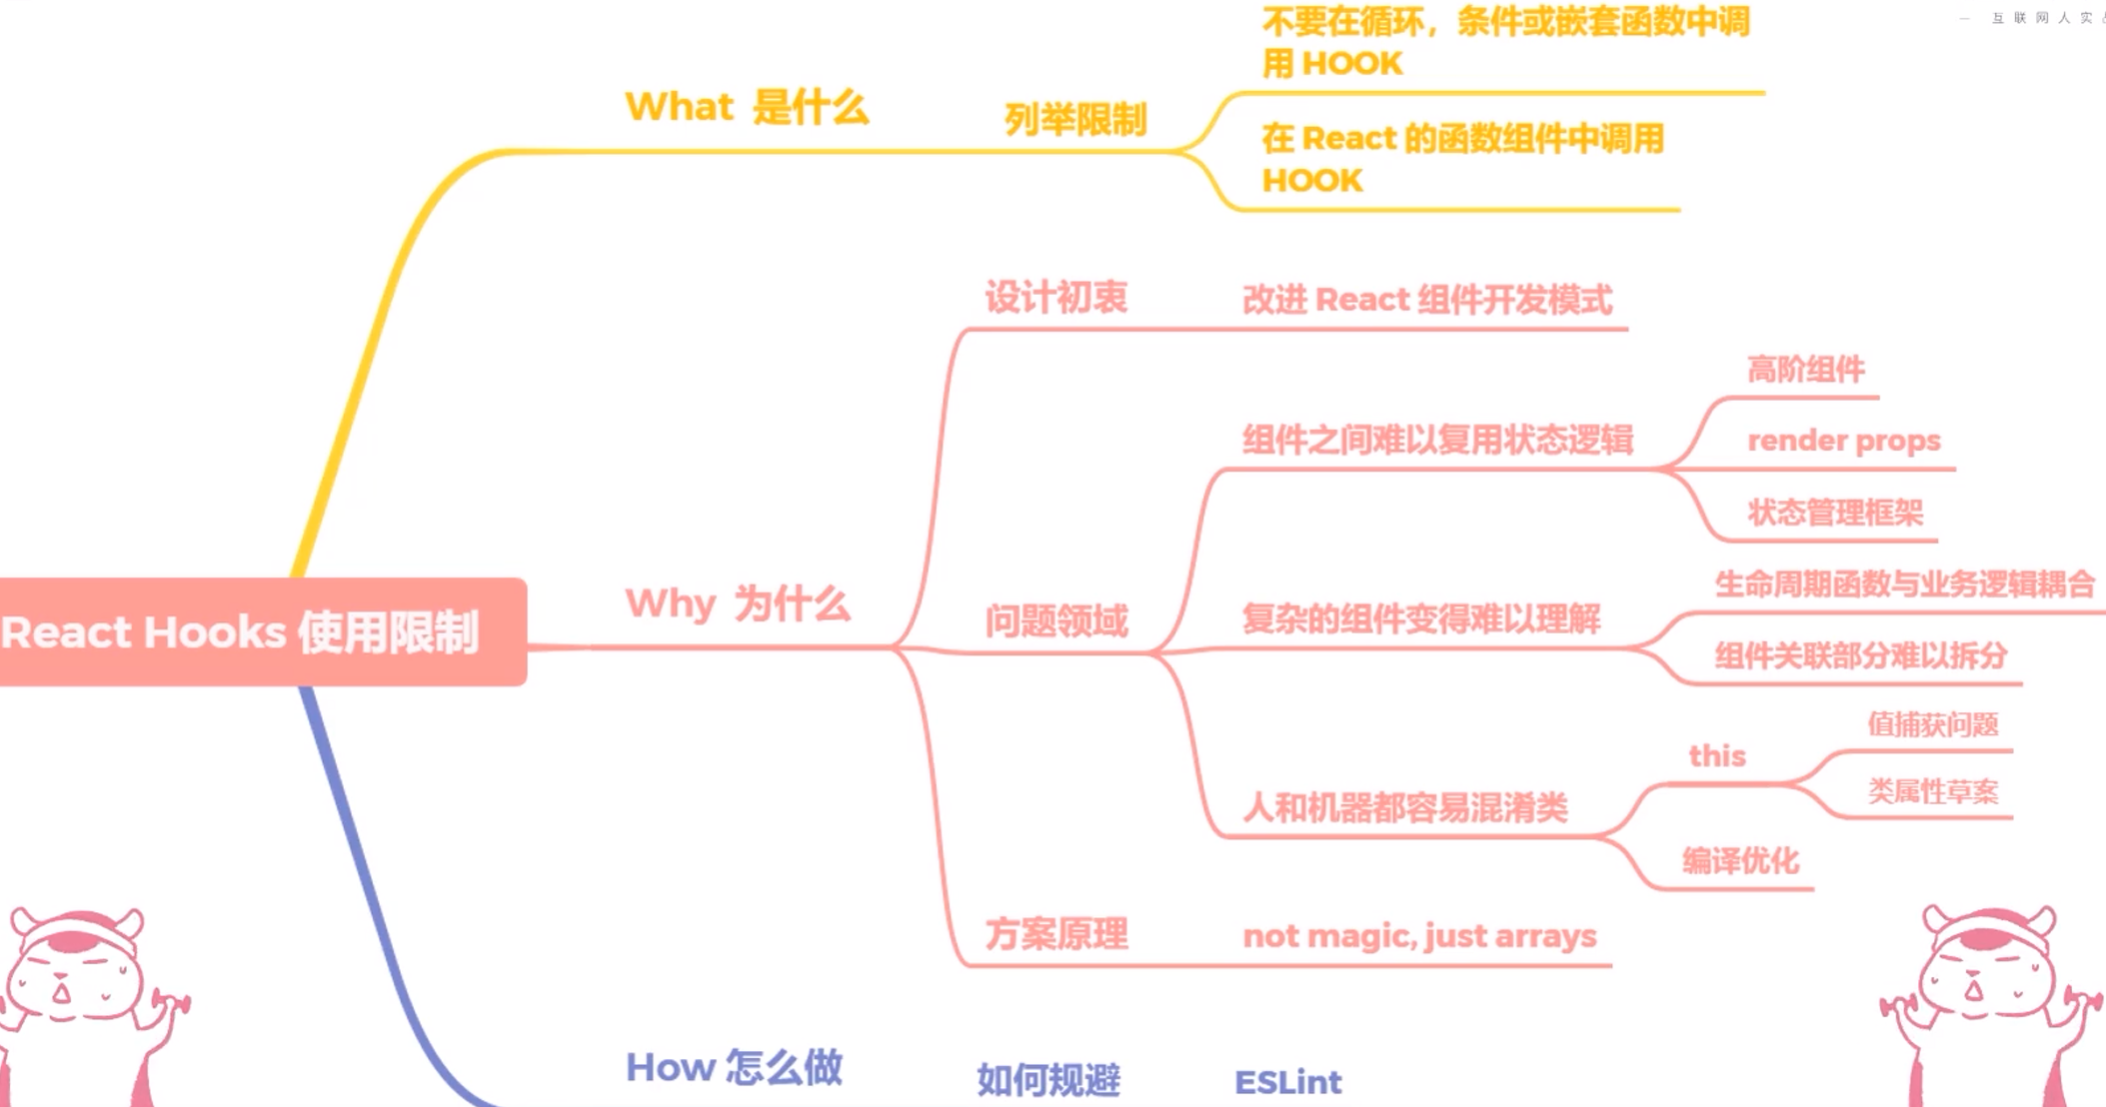 — 互联网人实
不要在循环，条件或嵌套函数中调
用 HOOK
What 是什么
列举限制
在 React 的函数组件中调用
HOOK
设计初衷
改进 React 组件开发模式
高阶组件
组件之间难以复用状态逻辑
render props
状态管理框架
React Hooks 使用限制
Why 为什么
问题领域
复杂的组件变得难以理解
生命周期函数与业务逻辑耦合
组件关联部分难以拆分
人和机器都容易混淆类
this
值捕获问题
类属性草案
编译优化
方案原理
not magic, just arrays
How 怎么做
如何规避
ESLint